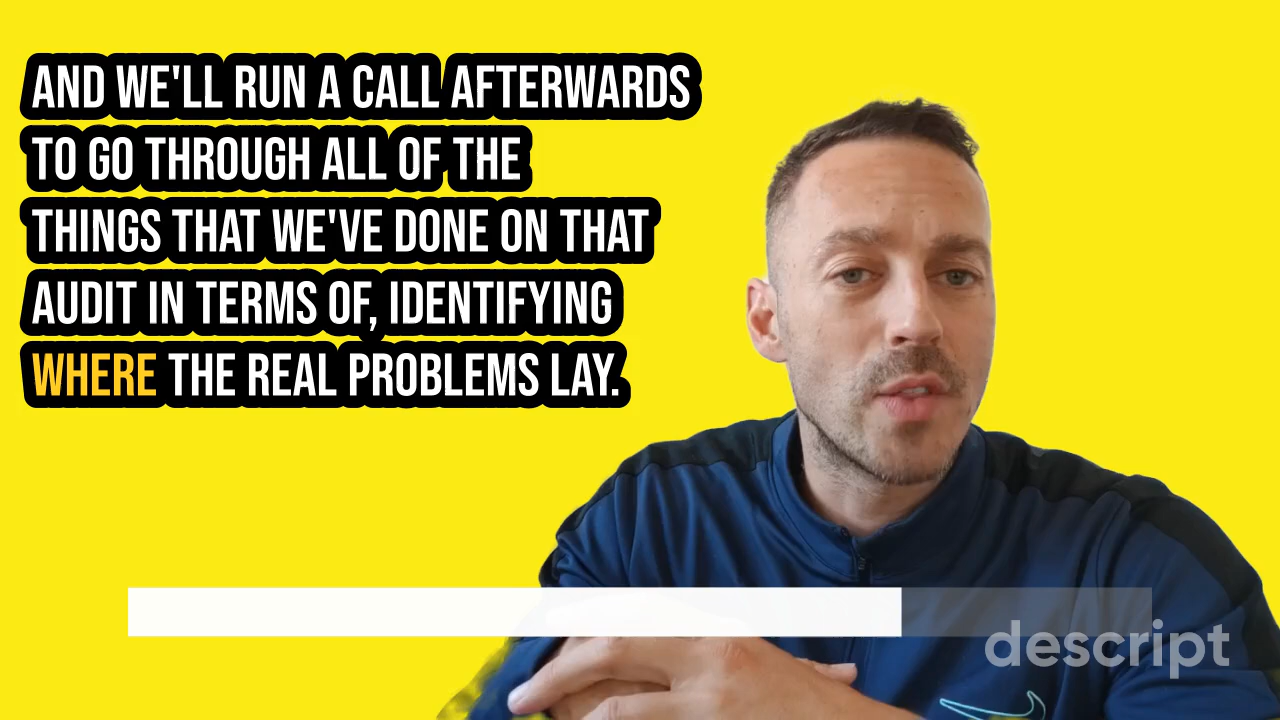 AND WE'LL RUN A CALL AFTERWARDS
TO GO THROUGH ALL OF THE
THINGS THAT WE'VE DONE ON THAT
AUDIT IN TERMS OF, IDENTIFYING
WHERE THE REAL PROBLEMS LAY.
descript